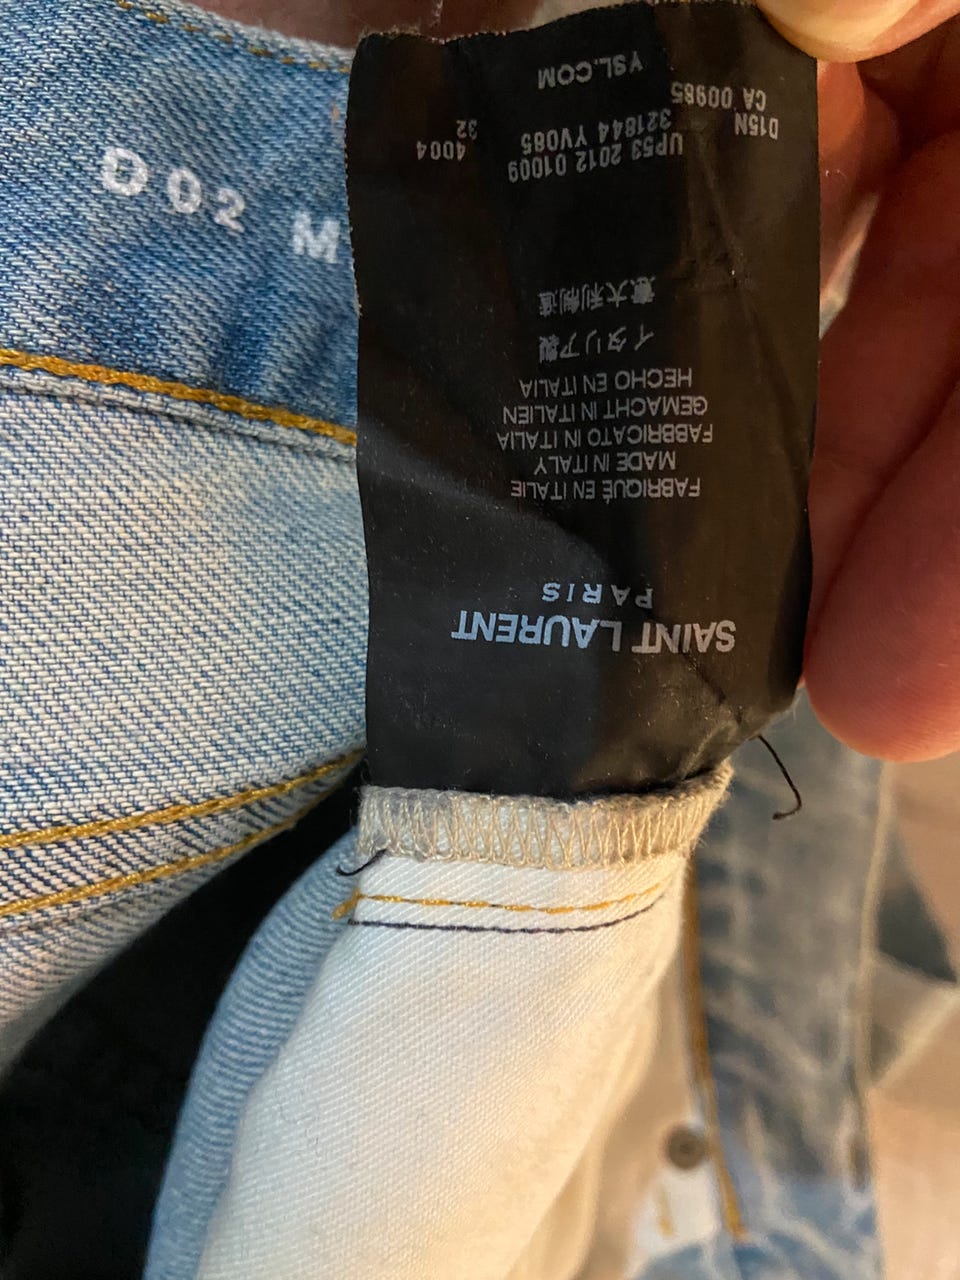 D02 M
SAINT LAURENT
PARIS
FABRIQUÉ EN ITALIE
MADE IN ITALY
FABBRICATO IN ITALIA
GEMACHT IN ITALIEN
HECHO EN ITALIA
イタリア製
意大利制造
UP53 2012 01009
321844 YV085
4004
32
D15N
CA 00985
YSL.COM